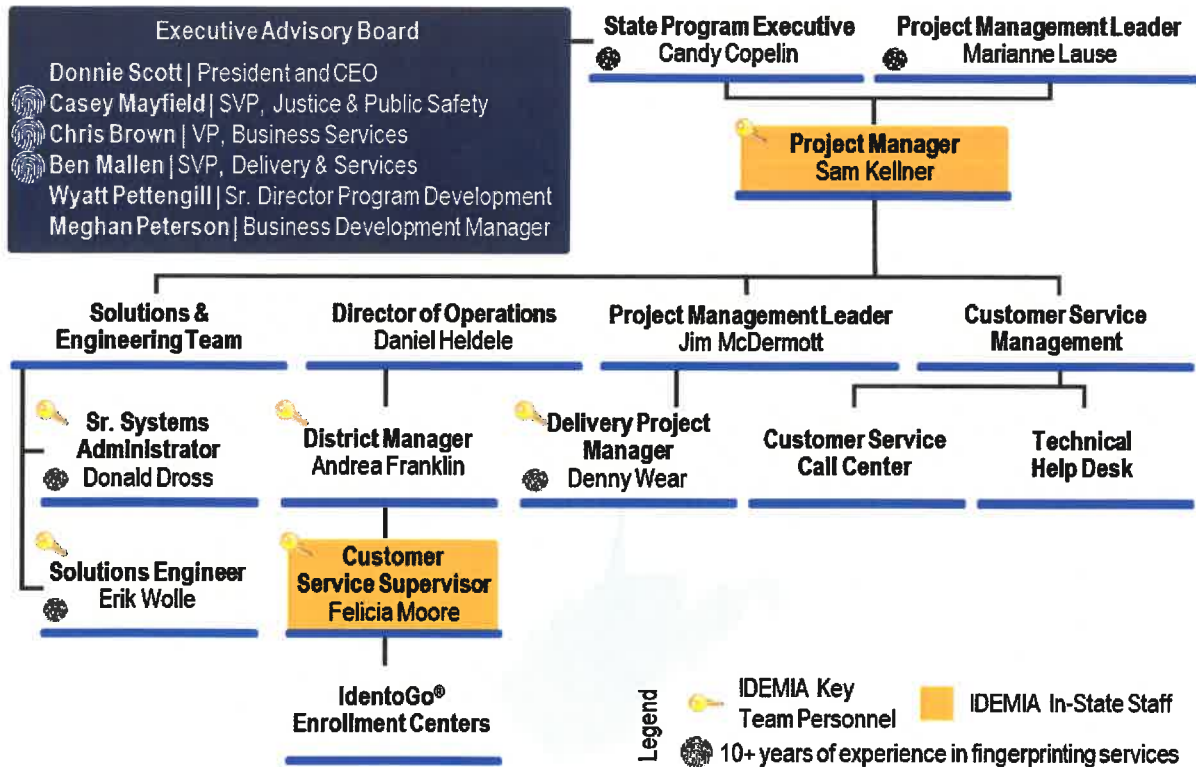 Executive Advisory Board
Donnie Scott | President and CEO
Casey Mayfield | SVP, Justice & Public Safety
Chris Brown | VP, Business Services
Ben Mallen | SVP, Delivery & Services
Wyatt Pettengill | Sr. Director Program Development
Meghan Peterson | Business Development Manager
State Program Executive
Candy Copelin
Project Management Leader
Marianne Lause
Project Manager
Sam Kellner
Solutions &
Engineering Team
Director of Operations
Daniel Heldele
Project Management Leader
Jim McDermott
Customer Service
Management
Sr. Systems
Administrator
Donald Dross
District Manager
Andrea Franklin
Delivery Project
Manager
Denny Wear
Customer Service
Call Center
Technical
Help Desk
Solutions Engineer
Erik Wolle
Customer
Service Supervisor
Felicia Moore
IdentoGo®
Enrollment Centers
Legend
IDEMIA Key
Team Personnel
IDEMIA In-State Staff
10+ years of experience in fingerprinting services